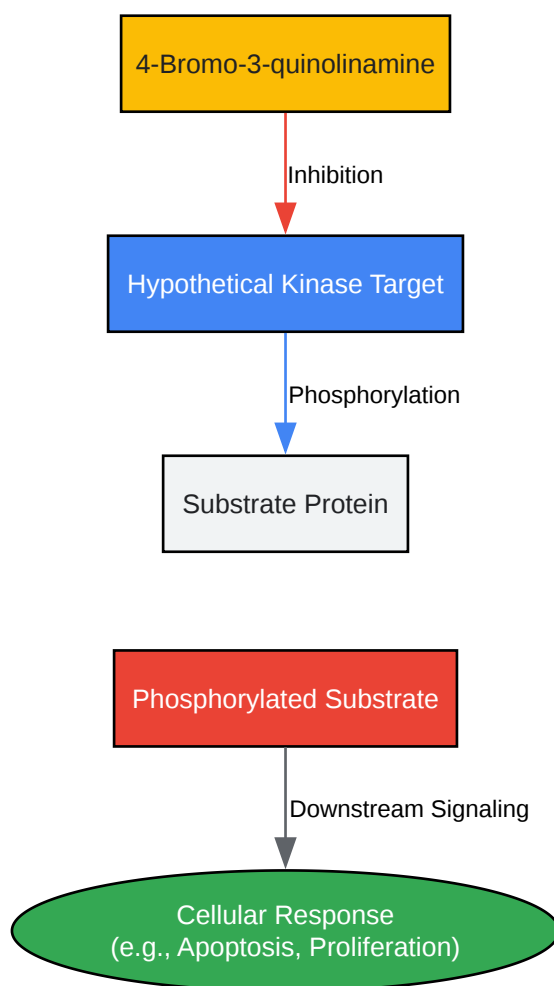 4-Bromo-3-quinolinamine
Inhibition
Hypothetical Kinase Target
Phosphorylation
Substrate Protein
Phosphorylated Substrate
Downstream Signaling
Cellular Response
(e.g., Apoptosis, Proliferation)